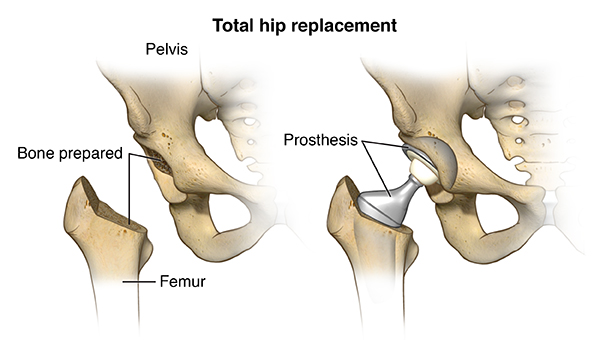 Total hip replacement
Pelvis
Bone prepared
Prosthesis
Femur